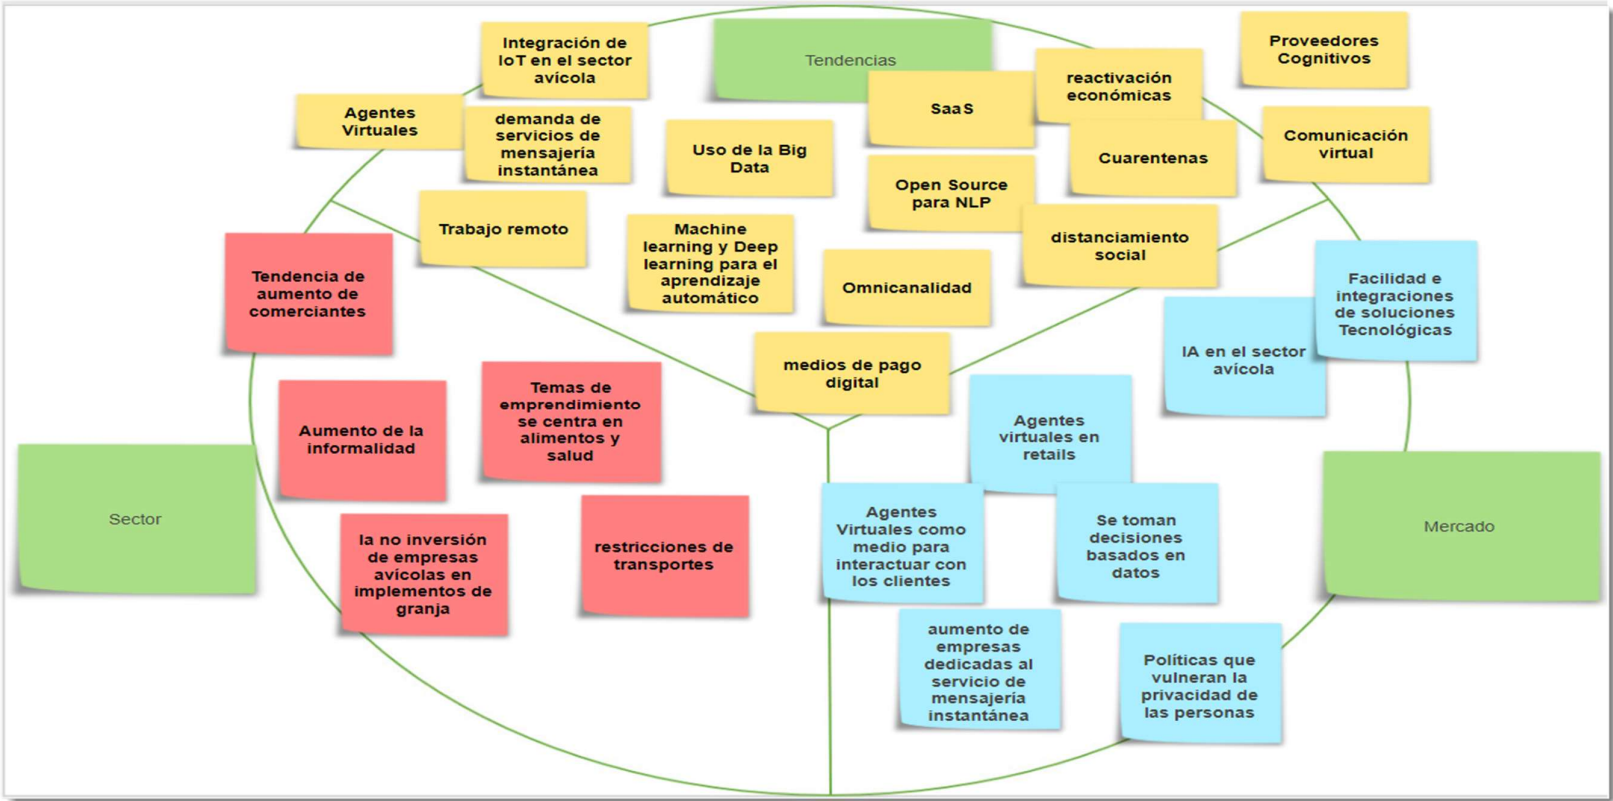 Integración de
IoT en el sector
avícola
Tendencias
Proveedores
Cognitivos
reactivación
económicas
SaaS
Agentes
Virtuales
demanda de
servicios de
mensajería
instantánea
Uso de la Big
Data
Cuarentenas
Comunicación
virtual
Open Source
para NLP
Trabajo remoto
Machine
learning y Deep
learning para el
aprendizaje
automático
distanciamiento
social
Omnicanalidad
medios de pago
digital
Tendencia de
aumento de
comerciantes
Aumento de la
informalidad
Temas de
emprendimiento
se centra en
alimentos y
salud
Sector
la no inversión
de empresas
avícolas en
implementos de
granja
restricciones de
transportes
Facilidad e
integraciones
de soluciones
Tecnológicas
IA en el sector
avícola
Agentes
virtuales en
retails
Agentes
Virtuales como
medio para
interactuar con
los clientes
Se toman
decisiones
basados en
datos
Mercado
aumento de
empresas
dedicadas al
servicio de
mensajería
instantánea
Políticas que
vulneran la
privacidad de
las personas